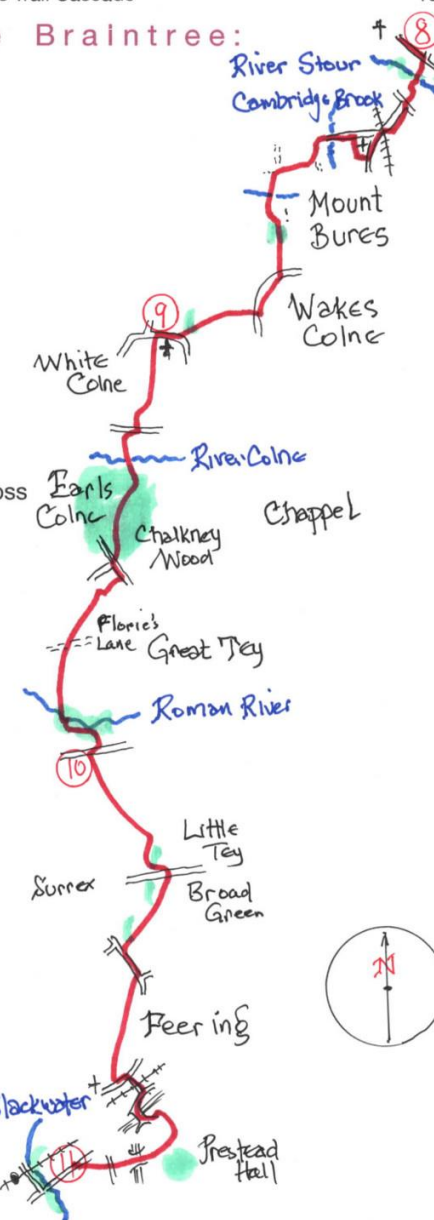 Braintree:
8
River Stour
Cambridge Brook
Mount
Bures
9
Wakes
Colne
White
Colne
River Colne
oss
Earls
Colne
Chappel
Chalkney
Wood
Florie's
Lane
Great Tey
Roman River
10
Little
Tey
Surrex
Broad
Green
N
Feering
lackwater
11
Prestead
Hall